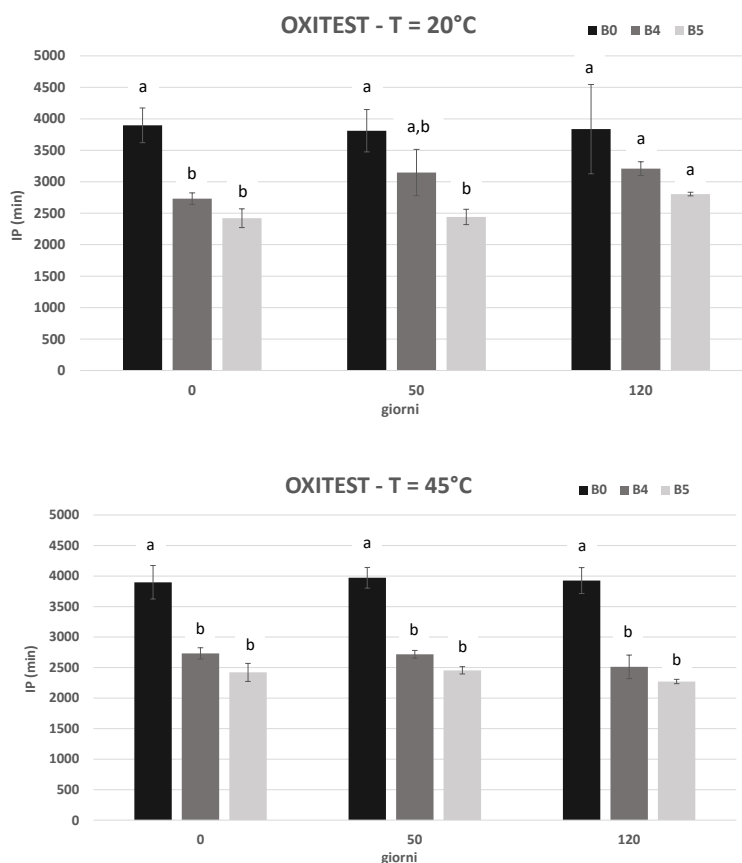 OXITEST - T = 20°C
B0 B4 B5
5000
4500
4000
3500
3000
2500
2000
1500
1000
500
0
IP (min)
a
b
b
a
a,b
b
a
a
a
0 50 120
giorni
OXITEST - T = 45°C
B0 B4 B5
5000
4500
4000
3500
3000
2500
2000
1500
1000
500
0
IP (min)
a
b
b
a
b
b
a
b
b
0 50 120
giorni